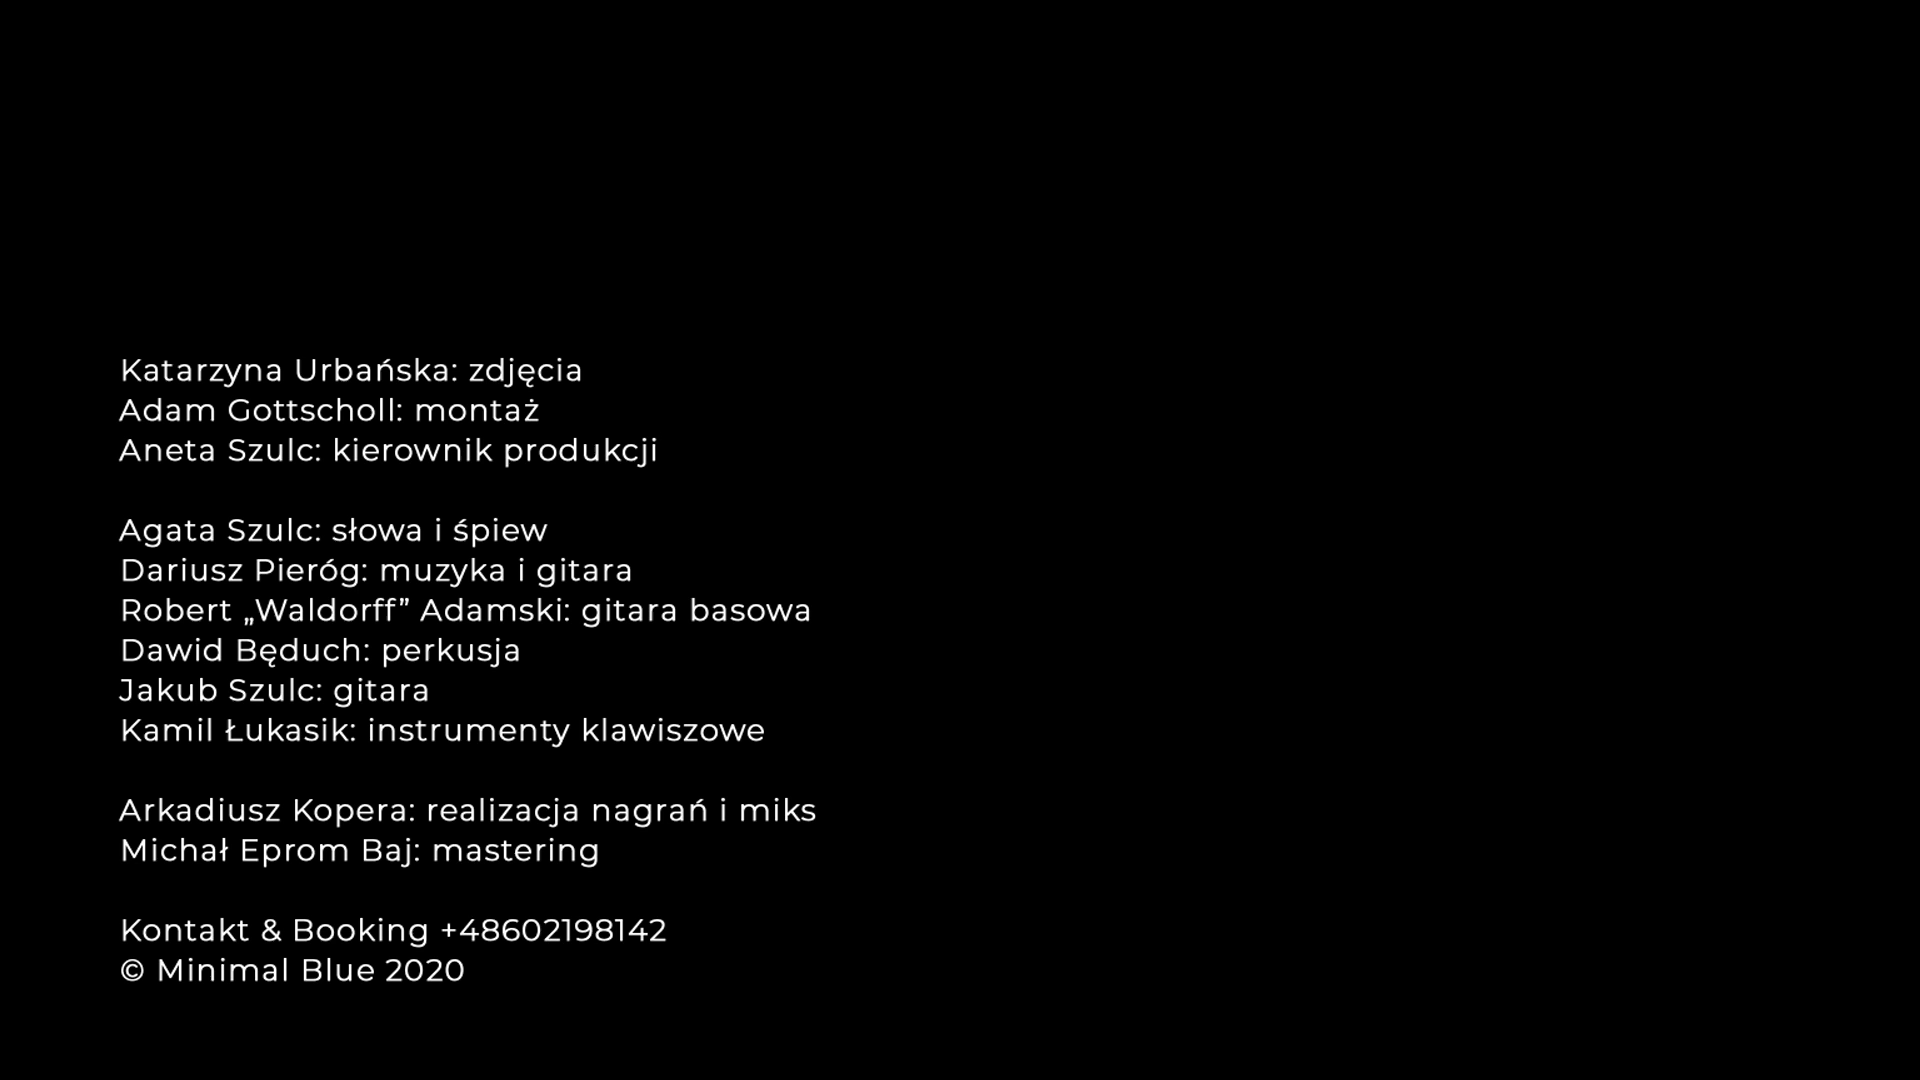 Katarzyna Urbańska: zdjęcia
Adam Gottscholl: montaż
Aneta Szulc: kierownik produkcji
Agata Szulc: słowa i śpiew
Dariusz Pieróg: muzyka i gitara
Robert „Waldorff” Adamski: gitara basowa
Dawid Będuch: perkusja
Jakub Szulc: gitara
Kamil Łukasik: instrumenty klawiszowe
Arkadiusz Kopera: realizacja nagrań i miks
Michał Eprom Baj: mastering
Kontakt & Booking +48602198142
© Minimal Blue 2020